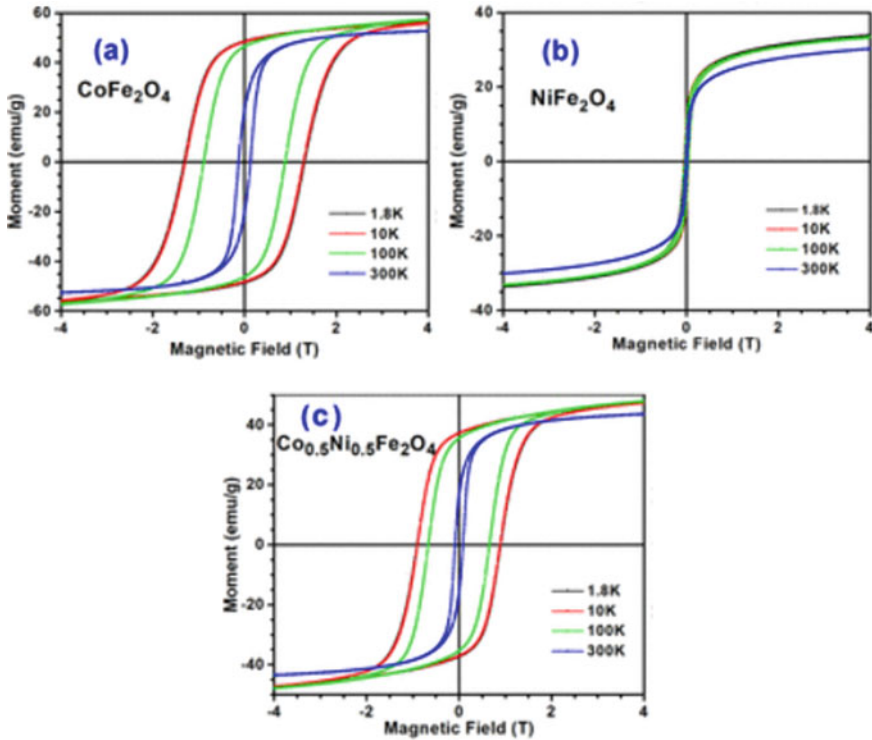 (a)
CoFe2O4
Moment (emu/g)
60
40
20
0
-20
-40
-60
1.8K
10K
100K
300K
-4
-2
0
2
4
Magnetic Field (T)
(b)
NiFe2O4
Moment (emu/g)
40
20
0
-20
-40
1.8K
10K
100K
300K
-4
-2
0
2
4
Magnetic Field (T)
(c)
Co0.5Ni0.5Fe2O4
Moment (emu/g)
40
20
0
-20
-40
1.8K
10K
100K
300K
-4
-2
0
2
4
Magnetic Field (T)